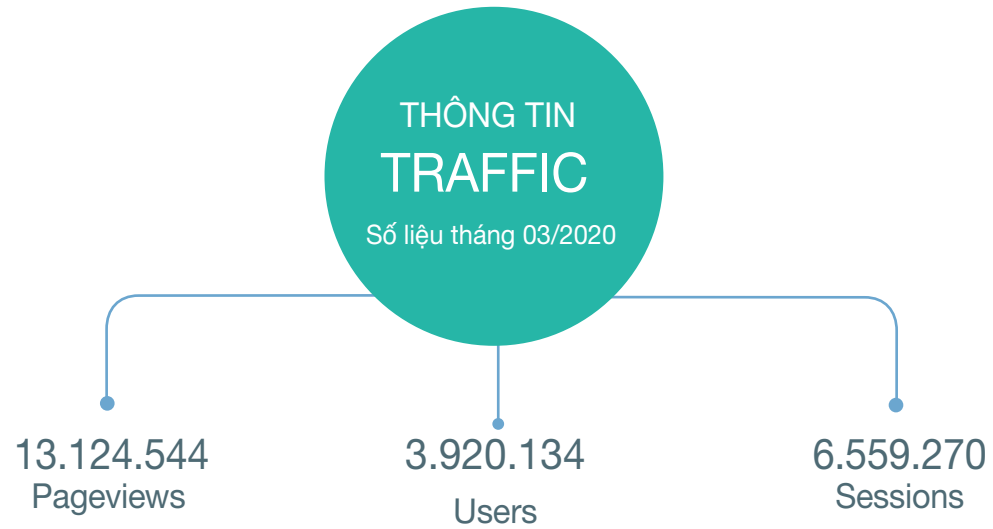 THÔNG TIN
TRAFFIC
Số liệu tháng 03/2020
13.124.544
Pageviews
3.920.134
Users
6.559.270
Sessions